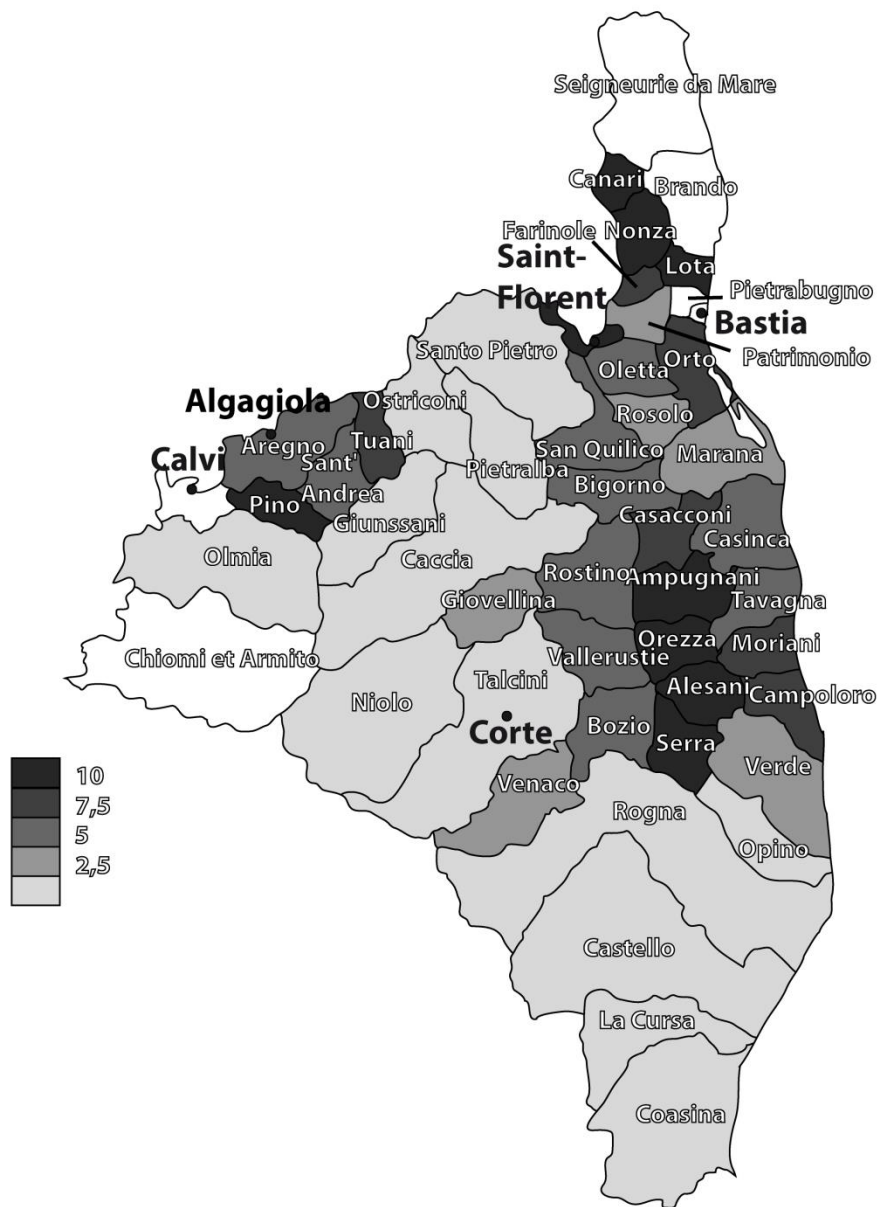 Seigneurie da Mare
Canari
Brando
Farinole
Nonza
Saint-
Florent
Lota
Pietrabugno
Bastia
Santo Pietro
Orto
Patrimonio
Oletta
Algagiola
Ostriconi
Rosolo
Aregno
Tuani
San Quilico
Marana
Calvi
Sant'
Andrea
Pietralba
Bigorno
Pino
Giunssani
Casacconi
Casinca
Olmia
Caccia
Rostino
Ampugnani
Giovellina
Tavagna
Orezza
Moriani
Chiomi et Armito
Vallerustie
Talcini
Alesani
Niolo
Campoloro
Corte
Bozio
Serra
Verde
10
Venaco
7,5
Rogna
5
Opino
2,5
Castello
La Cursa
Coasina